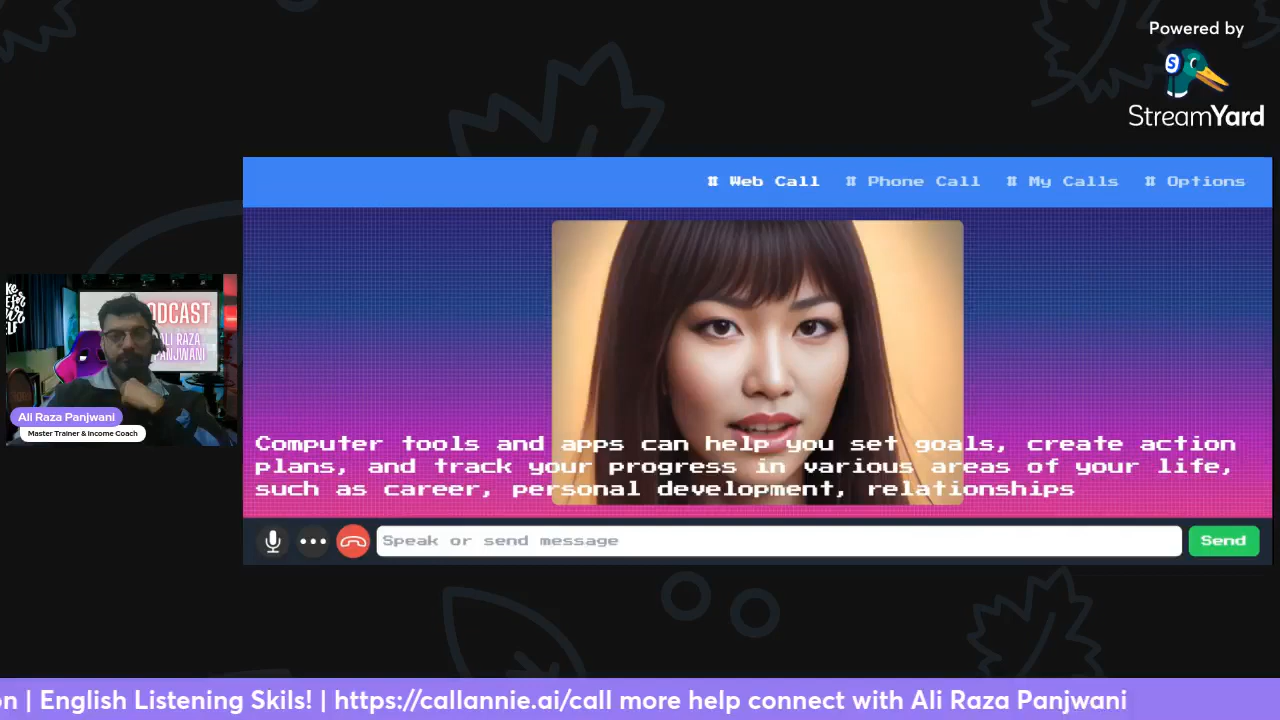 Powered by
S
StreamYard
# Web Call # Phone Call # My Calls # Options
ODCAST
ALI RAZA
PANJWANI
Ali Raza Panjwani
Master Trainer & Income Coach
Computer tools and apps can help you set goals, create action
plans, and track your progress in various areas of your life,
such as career, personal development, relationships
Speak or send message
Send
n | English Listening Skils! | https://callannie.ai/call more help connect with Ali Raza Panjwani